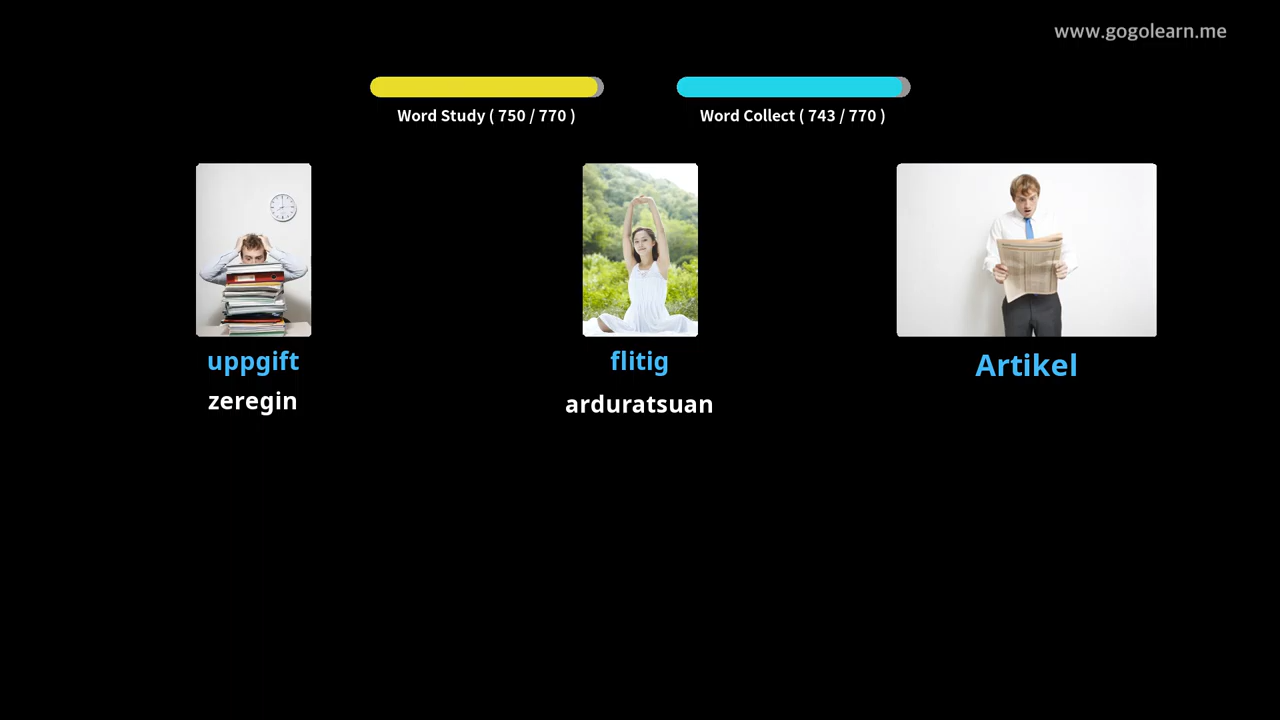 www.gogolearn.me
Word Study ( 750 / 770 )
Word Collect ( 743 / 770 )
uppgift
zeregin
flitig
arduratsuan
Artikel